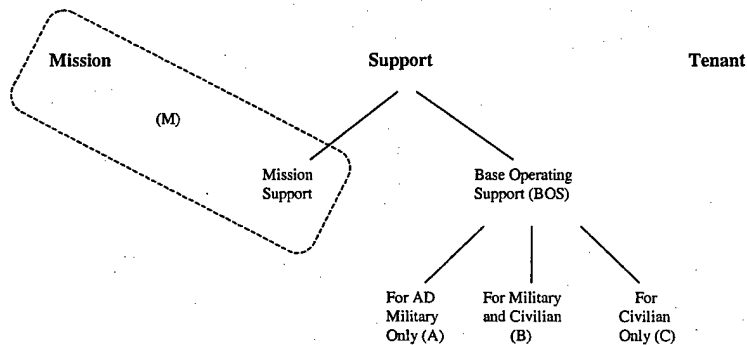 Mission
Support
Tenant
(M)
Mission
Support
Base Operating
Support (BOS)
For AD
Military
Only (A)
For Military
and Civilian
(B)
For
Civilian
Only (C)